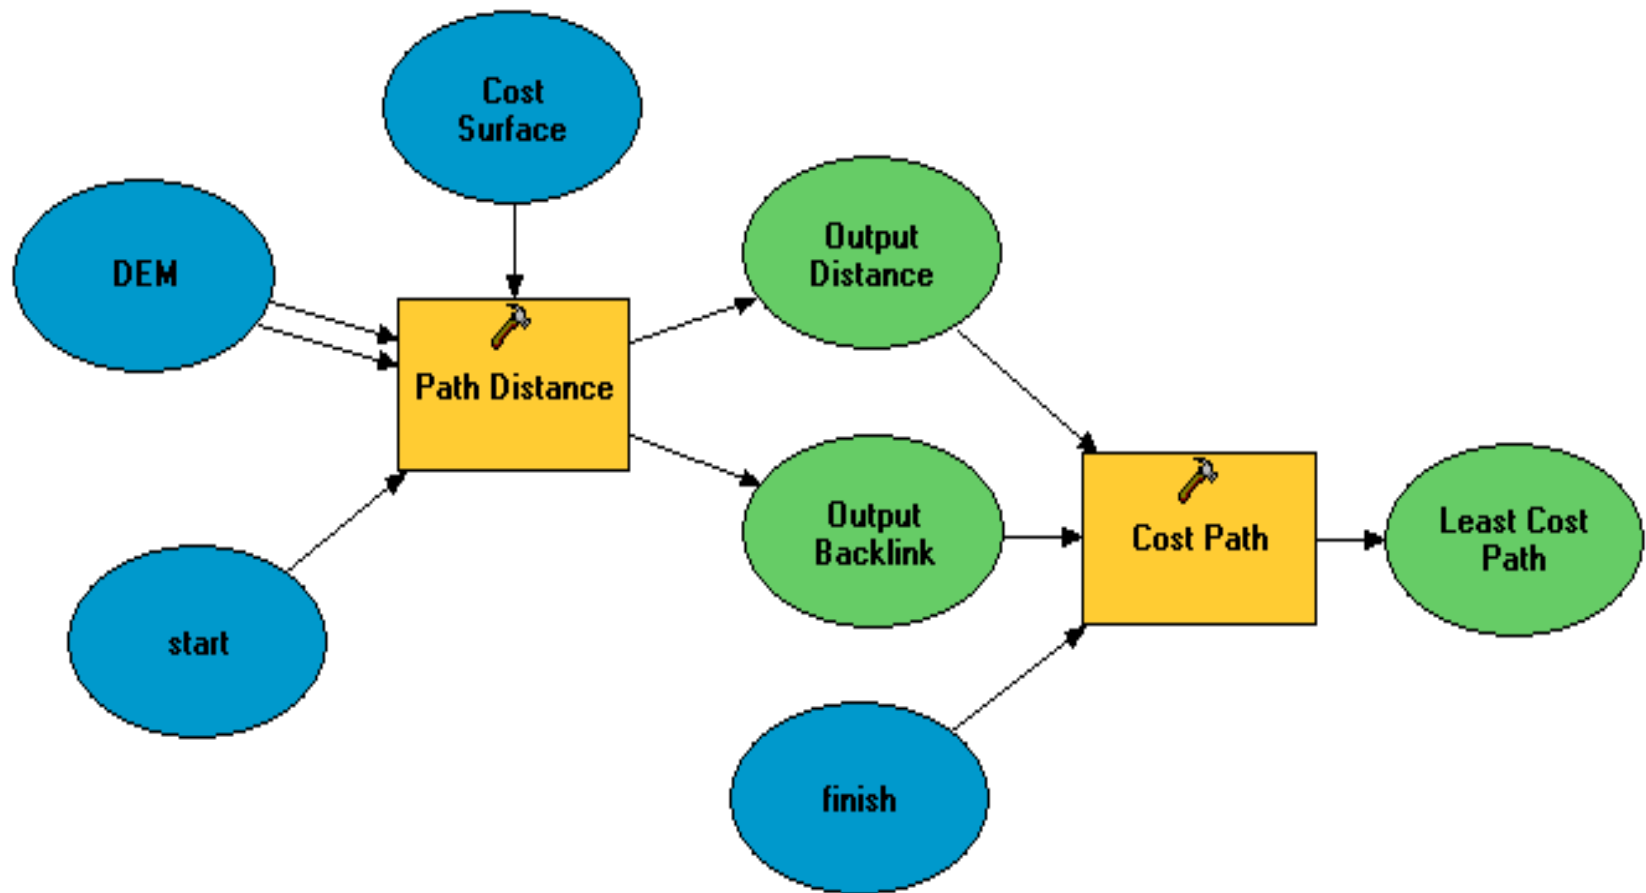 Cost
Surface
DEM
Output
Distance
Path Distance
Output
Backlink
Cost Path
Least Cost
Path
start
finish